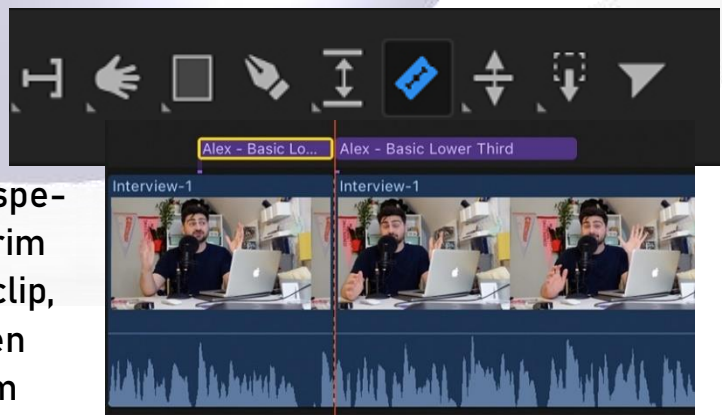 Alex - Basic Lo... Alex - Basic Lower Third
Interview-1 Interview-1
spe-
rim
clip,
en
m